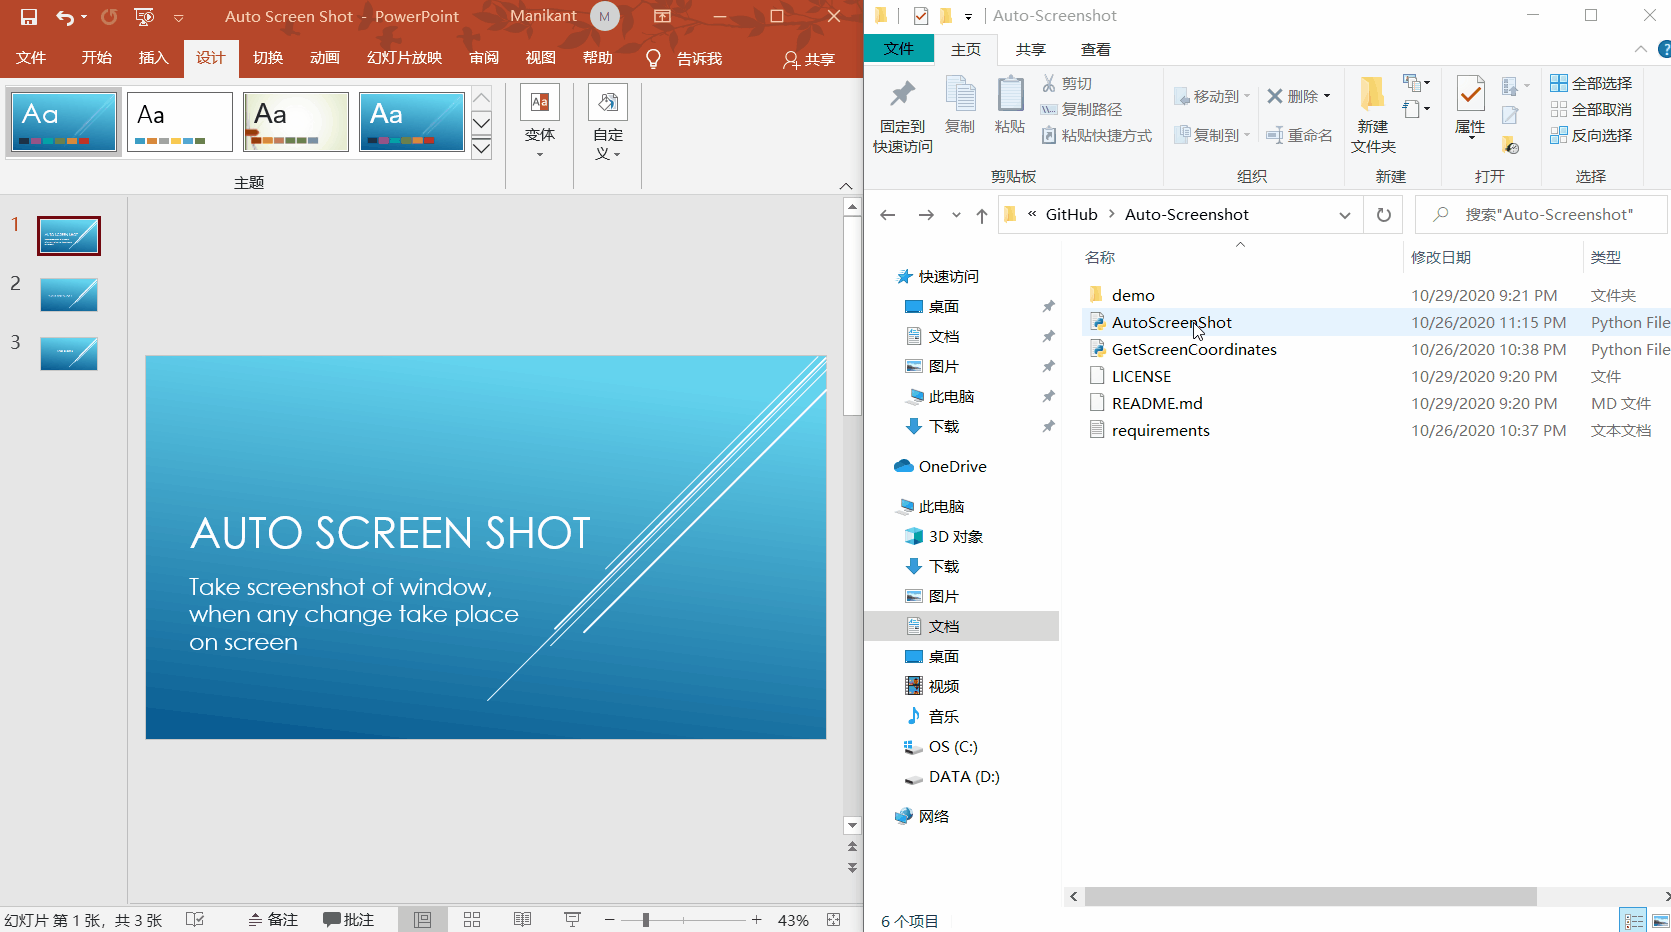 Auto Screen Shot - PowerPoint
Manikant
M
文件 开始 插入 设计 切换 动画 幻灯片放映 审阅 视图 帮助 告诉我 共享
Aa Aa Aa Aa
变体
自定义
主题
1
2
3
AUTO SCREEN SHOT
Take screenshot of window,
when any change take place
on screen
幻灯片 第 1 张，共 3 张 备注 批注 43%
Auto-Screenshot
文件 主页 共享 查看
固定到
快速访问
复制
粘贴
剪切
复制路径
粘贴快捷方式
剪贴板
移动到 删除
复制到 重命名
组织
新建
文件夹
新建
属性
打开
全部选择
全部取消
反向选择
选择
« GitHub > Auto-Screenshot
搜索"Auto-Screenshot"
名称 修改日期 类型
demo 10/29/2020 9:21 PM 文件夹
AutoScreenShot 10/26/2020 11:15 PM Python File
GetScreenCoordinates 10/26/2020 10:38 PM Python File
LICENSE 10/29/2020 9:20 PM 文件
README.md 10/29/2020 9:20 PM MD 文件
requirements 10/26/2020 10:37 PM 文本文档
快速访问
桌面
文档
图片
此电脑
下载
OneDrive
此电脑
3D 对象
下载
图片
文档
桌面
视频
音乐
OS (C:)
DATA (D:)
网络
6 个项目